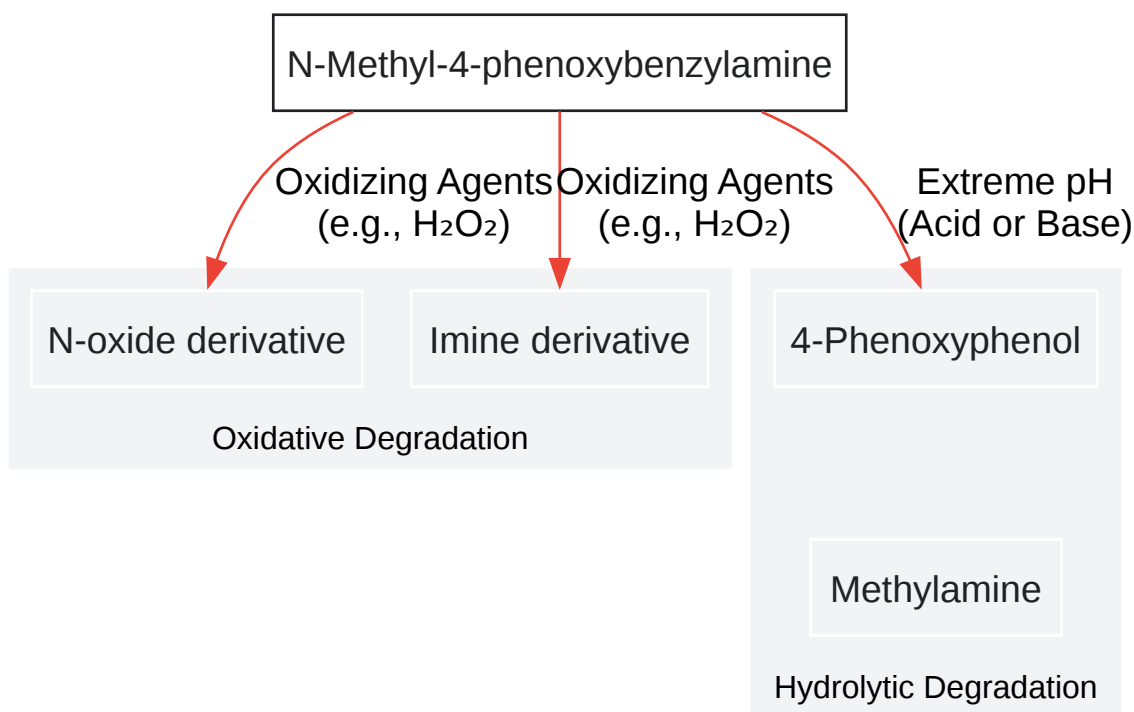 N-Methyl-4-phenoxybenzylamine
Oxidizing Agents
(e.g., H₂O₂)
Oxidizing Agents
(e.g., H₂O₂)
Extreme pH
(Acid or Base)
N-oxide derivative
Imine derivative
4-Phenoxyphenol
Oxidative Degradation
Methylamine
Hydrolytic Degradation